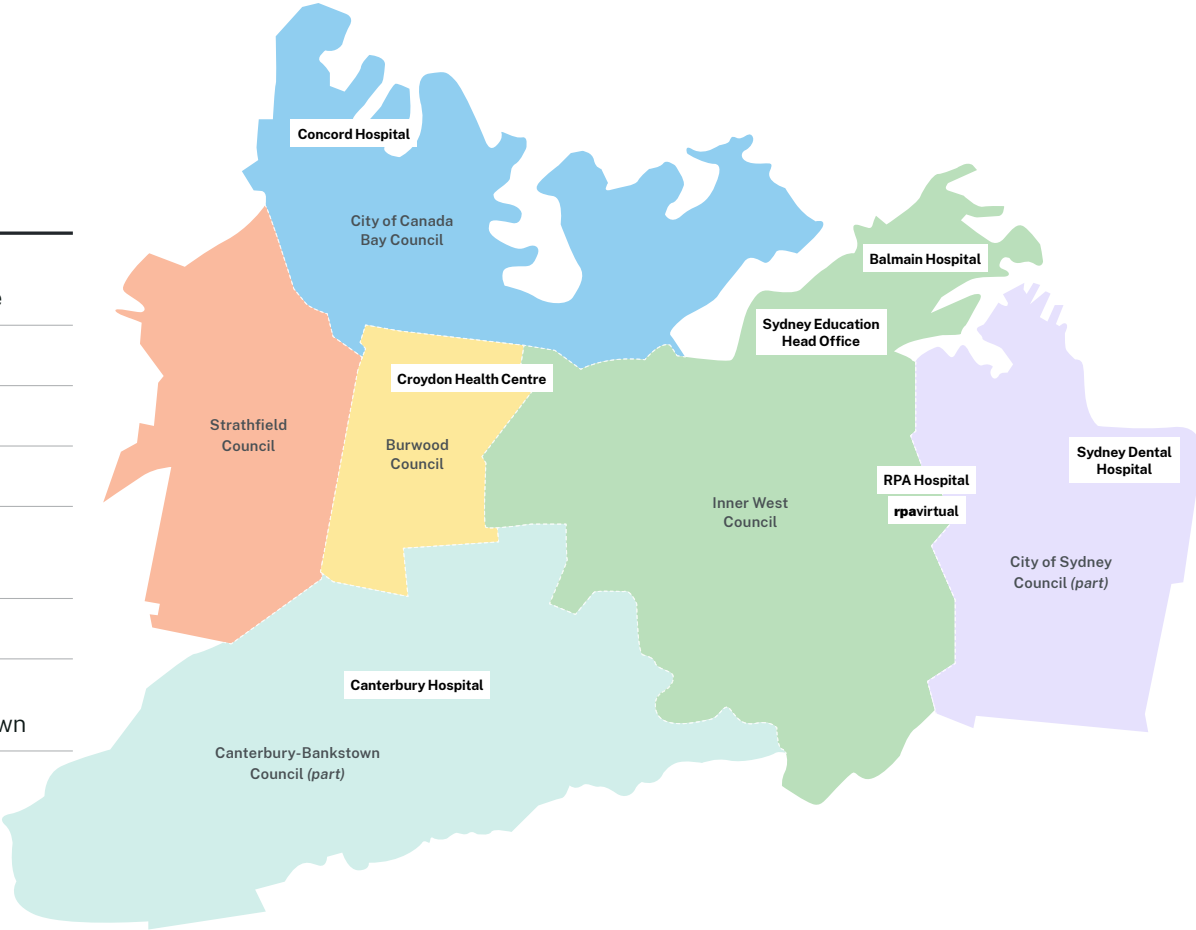 Concord Hospital
City of Canada
Bay Council
Balmain Hospital
Sydney Education
Head Office
Croydon Health Centre
Strathfield
Council
Burwood
Council
Sydney Dental
Hospital
RPA Hospital
rpavirtual
Inner West
Council
City of Sydney
Council (part)
Canterbury Hospital
Canterbury-Bankstown
Council (part)